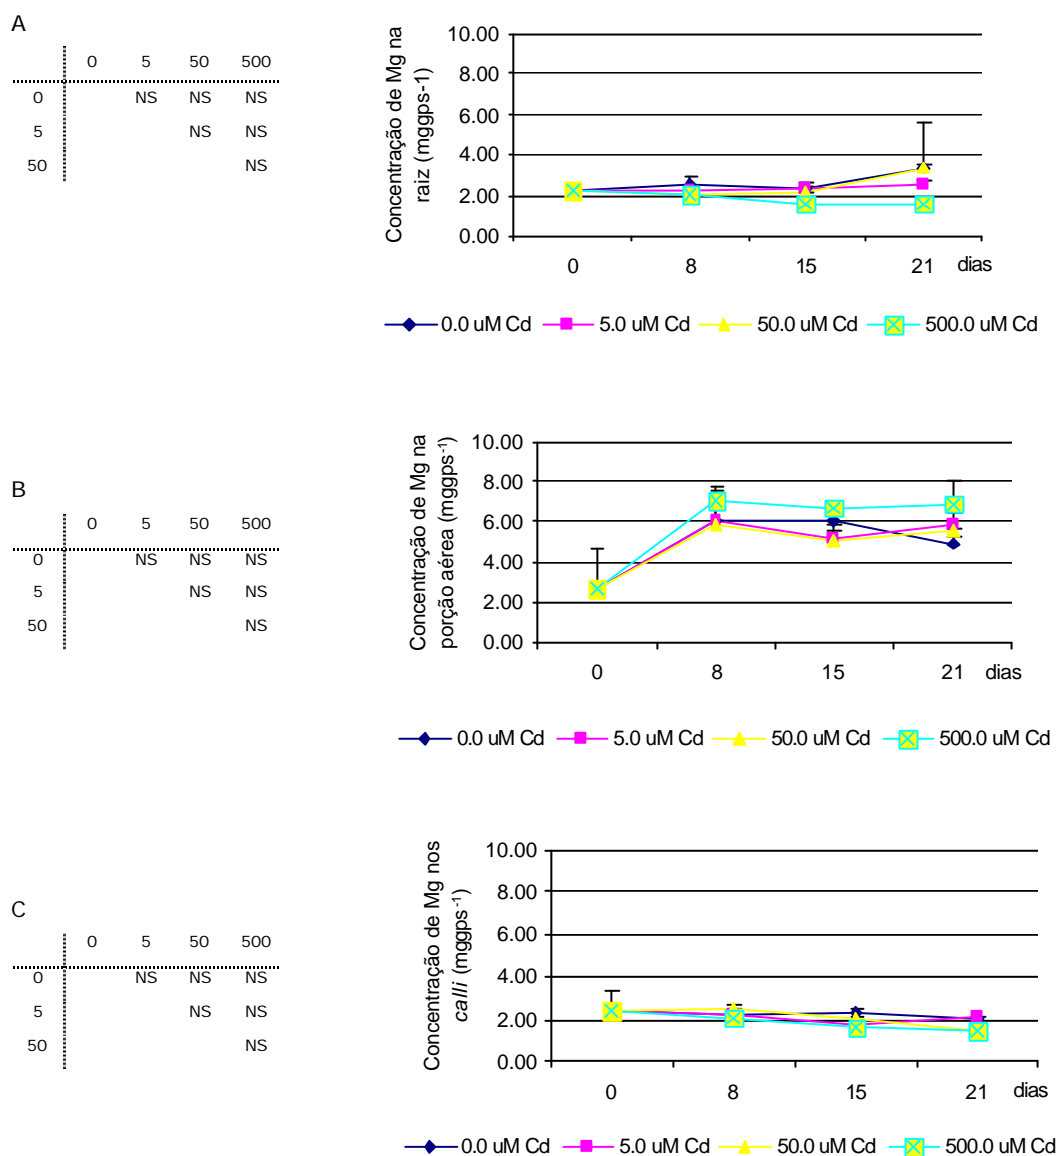 A
0 5 50 500
0 NS NS NS
5 NS NS
50 NS
Concentração de Mg na
raiz (mggps-1)
10.00
8.00
6.00
4.00
2.00
0.00
0 8 15 21 dias
0.0 uM Cd 5.0 uM Cd 50.0 uM Cd 500.0 uM Cd
B
0 5 50 500
0 NS NS NS
5 NS NS
50 NS
Concentração de Mg na
porção aérea (mggps-1)
10.00
8.00
6.00
4.00
2.00
0.00
0 8 15 21 dias
0.0 uM Cd 5.0 uM Cd 50.0 uM Cd 500.0 uM Cd
C
0 5 50 500
0 NS NS NS
5 NS NS
50 NS
Concentração de Mg nos
calli (mggps-1)
10.00
8.00
6.00
4.00
2.00
0.00
0 8 15 21 dias
0.0 uM Cd 5.0 uM Cd 50.0 uM Cd 500.0 uM Cd